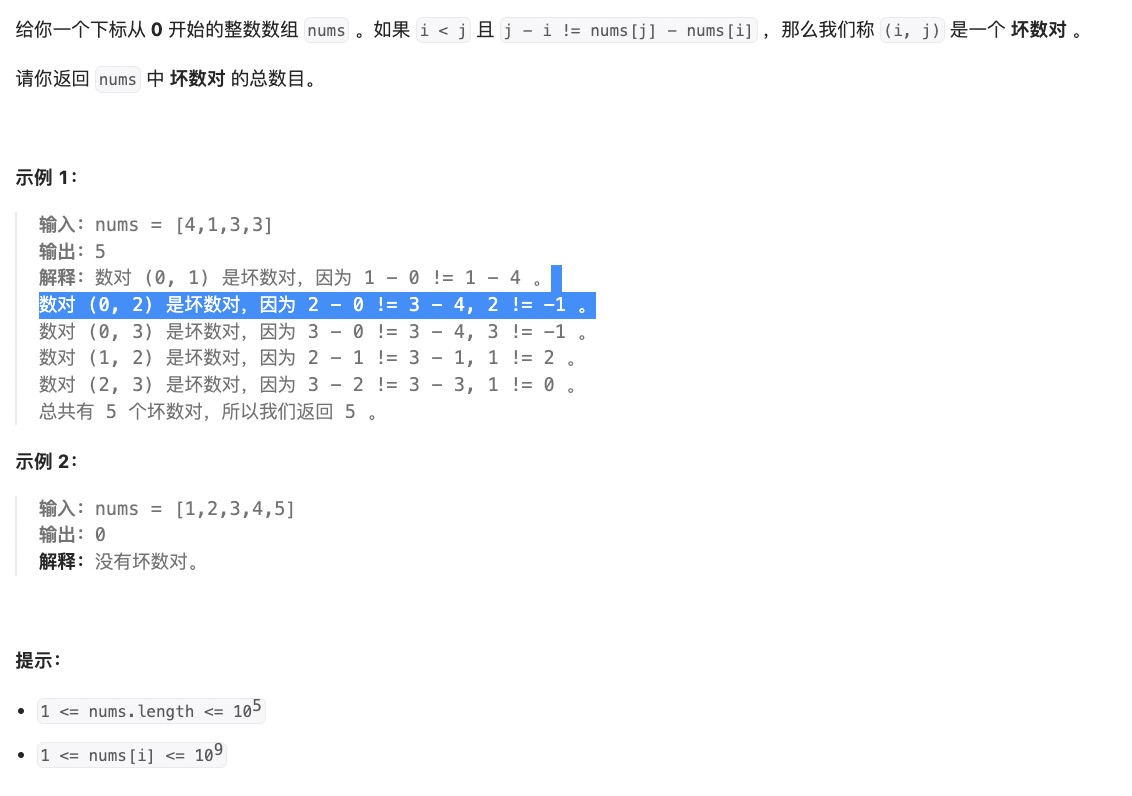 给你一个下标从 0 开始的整数数组 nums 。如果 i < j 且 j - i != nums[j] - nums[i] ，那么我们称 (i, j) 是一个 坏数对 。
请你返回 nums 中 坏数对 的总数目。
示例 1：
输入：nums = [4,1,3,3]
输出：5
解释：数对 (0, 1) 是坏数对，因为 1 - 0 != 1 - 4 。
数对 (0, 2) 是坏数对，因为 2 - 0 != 3 - 4, 2 != -1 。
数对 (0, 3) 是坏数对，因为 3 - 0 != 3 - 4, 3 != -1 。
数对 (1, 2) 是坏数对，因为 2 - 1 != 3 - 1, 1 != 2 。
数对 (2, 3) 是坏数对，因为 3 - 2 != 3 - 3, 1 != 0 。
总共有 5 个坏数对，所以我们返回 5 。
示例 2：
输入：nums = [1,2,3,4,5]
输出：0
解释：没有坏数对。
提示：
• 1 <= nums.length <= 10⁵
• 1 <= nums[i] <= 10⁹